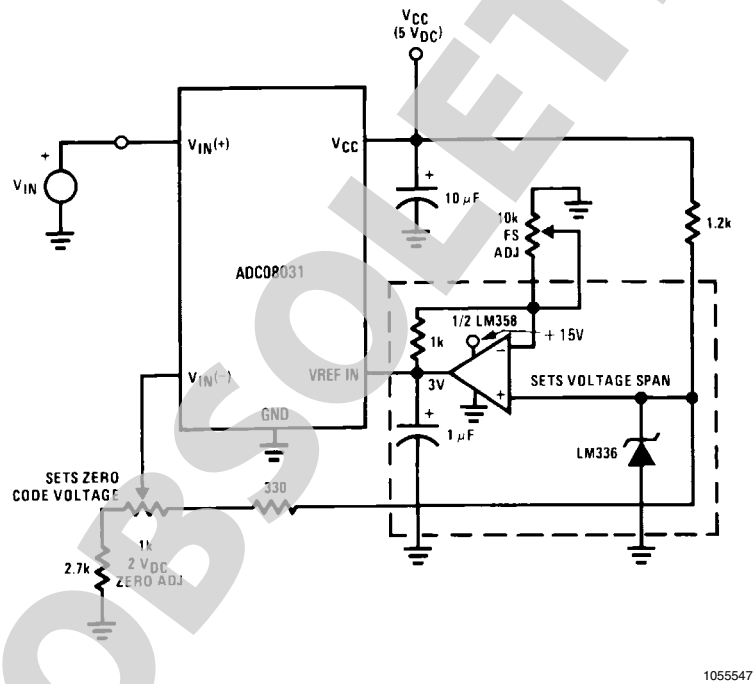 VCC
(5 VDC)
VIN(+)
VCC
+
VIN
+
10 µF
10k
FS
ADJ
1.2k
ADC08031
1/2 LM358
+ 15V
1k
−
VIN(−)
VREF IN
3V
+
SETS VOLTAGE SPAN
GND
+
1 µF
LM336
SETS ZERO
CODE VOLTAGE
330
1k
2 VDC
ZERO ADJ
2.7k
OBSOLETE
1055547